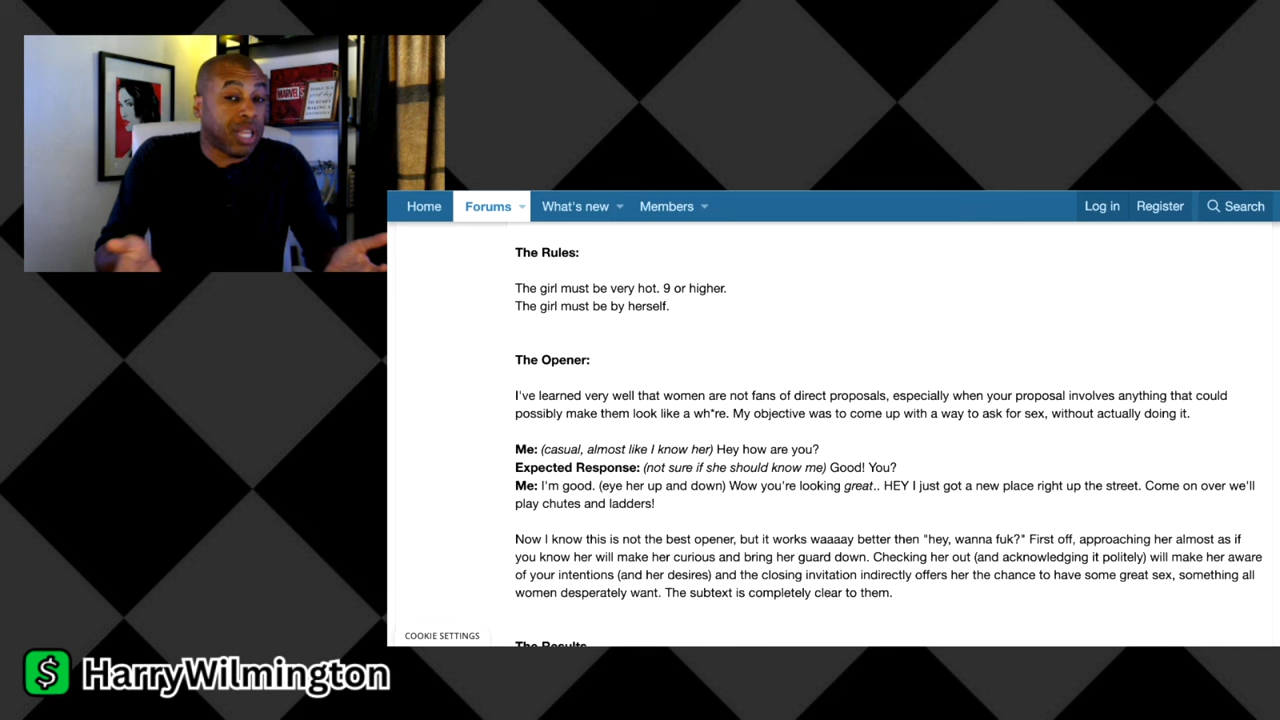 MARVELS
Home
Forums
What's new
Members
Log in
Register
Search
The Rules:
The girl must be very hot. 9 or higher.
The girl must be by herself.
The Opener:
I've learned very well that women are not fans of direct proposals, especially when your proposal involves anything that could
possibly make them look like a wh*re. My objective was to come up with a way to ask for sex, without actually doing it.
Me: (casual, almost like I know her) Hey how are you?
Expected Response: (not sure if she should know me) Good! You?
Me: I'm good. (eye her up and down) Wow you're looking great.. HEY I just got a new place right up the street. Come on over we'll
play chutes and ladders!
Now I know this is not the best opener, but it works waaaay better then "hey, wanna fuk?" First off, approaching her almost as if
you know her will make her curious and bring her guard down. Checking her out (and acknowledging it politely) will make her aware
of your intentions (and her desires) and the closing invitation indirectly offers her the chance to have some great sex, something all
women desperately want. The subtext is completely clear to them.
The Results
COOKIE SETTINGS
$ HarryWilmington